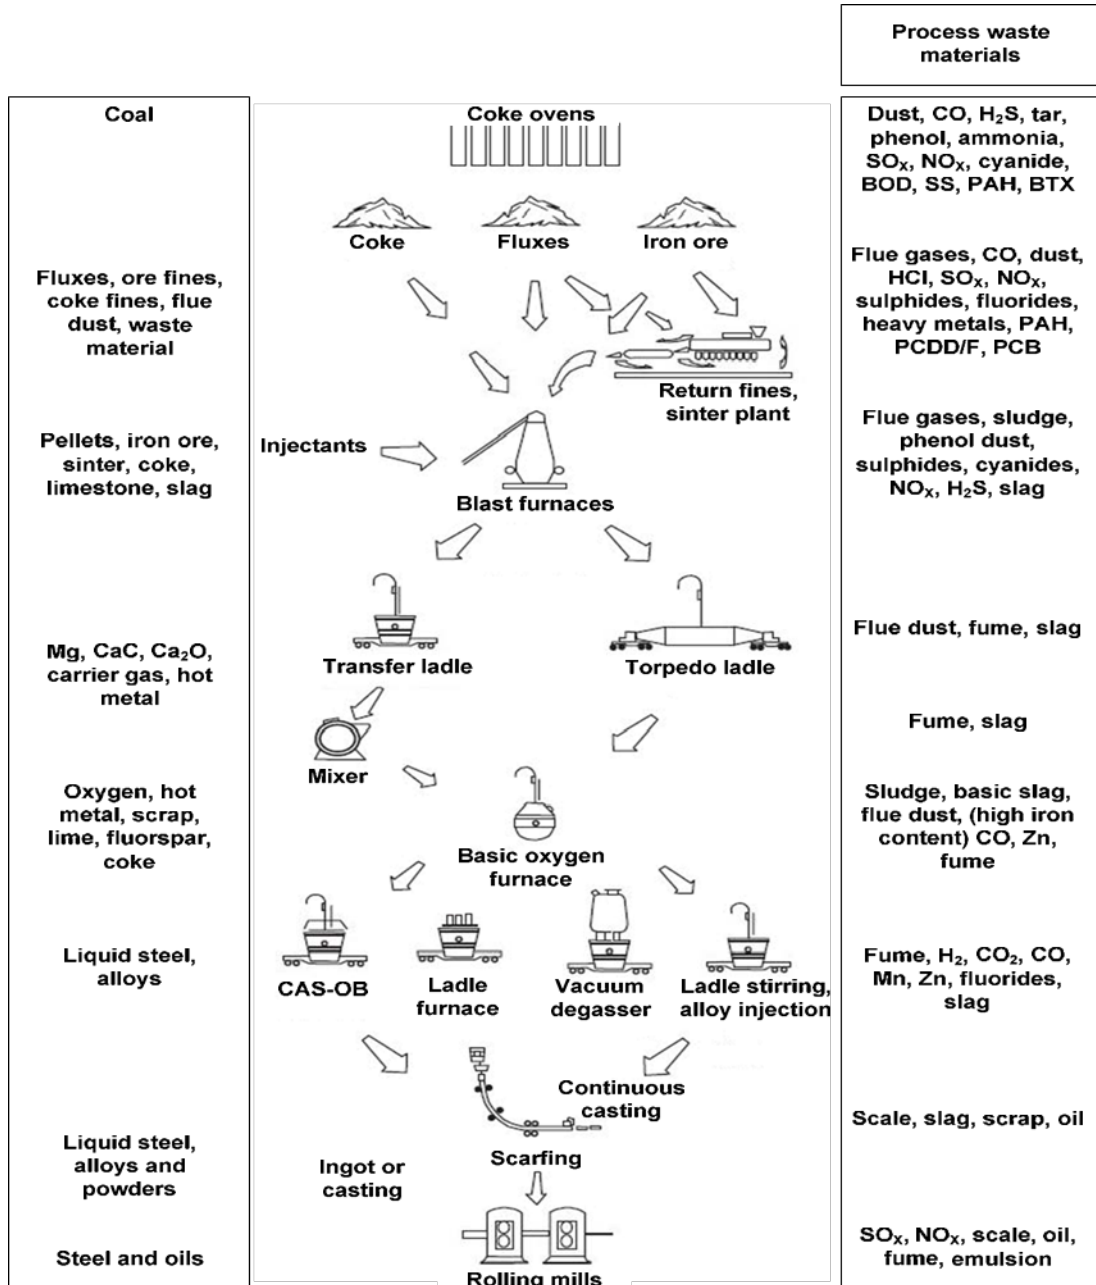 Process waste
materials
Coal
Coke ovens
Dust, CO, H₂S, tar,
phenol, ammonia,
SOₓ, NOₓ, cyanide,
BOD, SS, PAH, BTX
Coke
Fluxes
Iron ore
Fluxes, ore fines,
coke fines, flue
dust, waste
material
Flue gases, CO, dust,
HCl, SOₓ, NOₓ,
sulphides, fluorides,
heavy metals, PAH,
PCDD/F, PCB
Return fines,
sinter plant
Pellets, iron ore,
sinter, coke,
limestone, slag
Injectants
Blast furnaces
Flue gases, sludge,
phenol dust,
sulphides, cyanides,
NOₓ, H₂S, slag
Mg, CaC, Ca₂O,
carrier gas, hot
metal
Transfer ladle
Torpedo ladle
Flue dust, fume, slag
Mixer
Fume, slag
Oxygen, hot
metal, scrap,
lime, fluorspar,
coke
Basic oxygen
furnace
Sludge, basic slag,
flue dust, (high iron
content) CO, Zn,
fume
Liquid steel,
alloys
CAS-OB
Ladle
furnace
Vacuum
degasser
Ladle stirring,
alloy injection
Fume, H₂, CO₂, CO,
Mn, Zn, fluorides,
slag
Continuous
casting
Liquid steel,
alloys and
powders
Ingot or
casting
Scarfing
Scale, slag, scrap, oil
Steel and oils
Rolling mills
SOₓ, NOₓ, scale, oil,
fume, emulsion